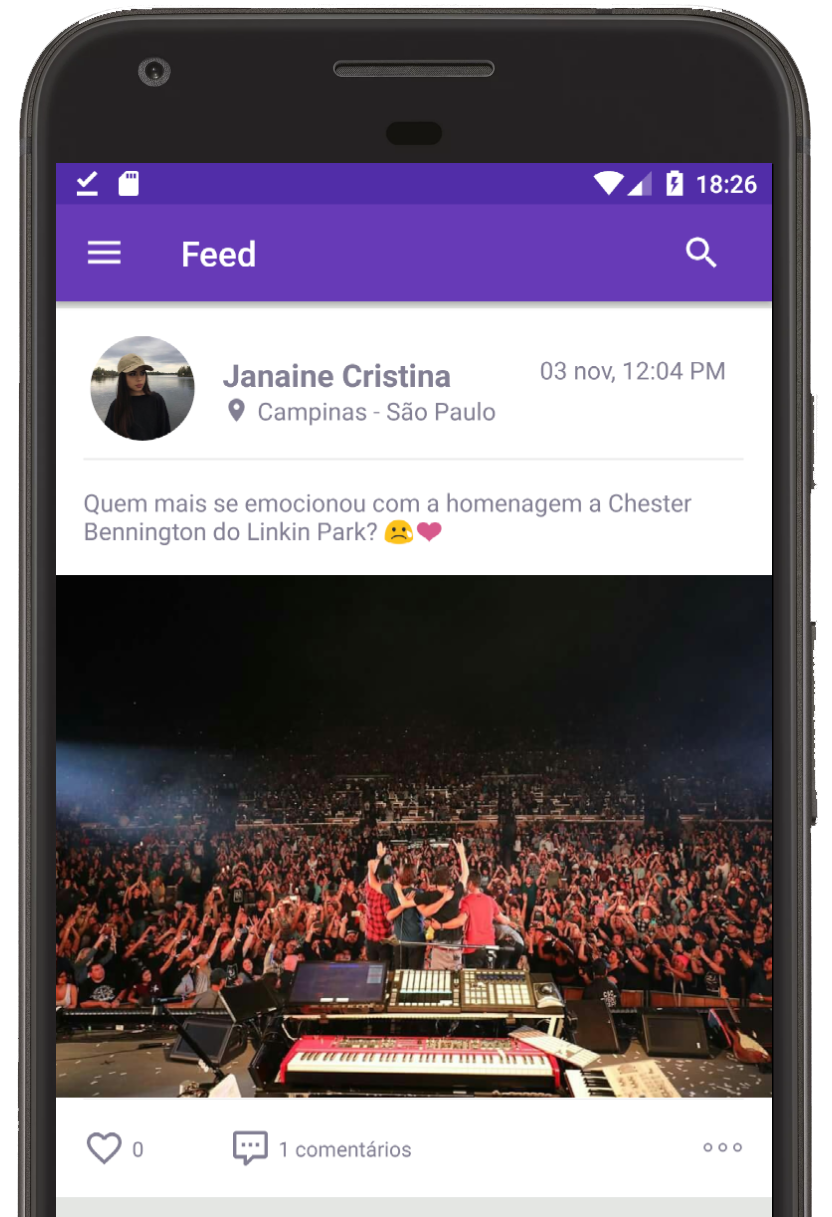 18:26
Feed
Janaine Cristina
03 nov, 12:04 PM
Campinas - São Paulo
Quem mais se emocionou com a homenagem a Chester
Bennington do Linkin Park? 😢❤
0
1 comentários